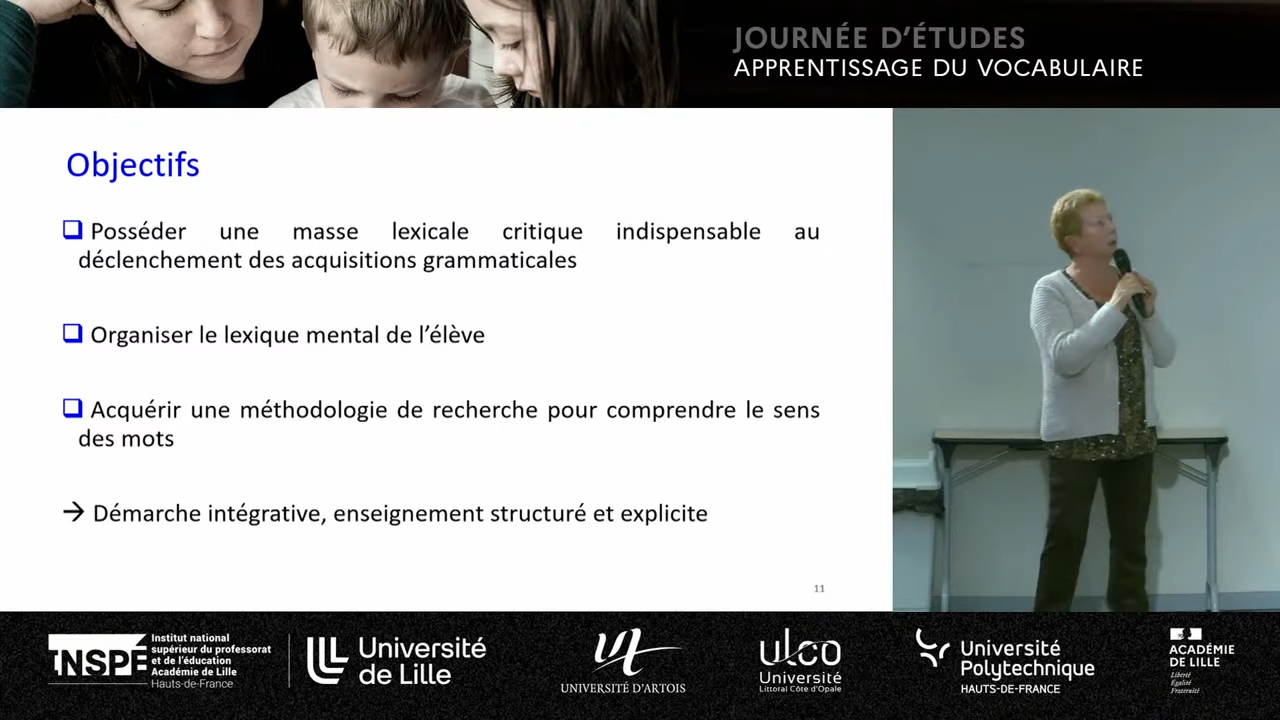 JOURNÉE D'ÉTUDES
APPRENTISSAGE DU VOCABULAIRE
Objectifs
Posséder une masse lexicale critique indispensable au
déclenchement des acquisitions grammaticales
Organiser le lexique mental de l'élève
Acquérir une méthodologie de recherche pour comprendre le sens
des mots
→ Démarche intégrative, enseignement structuré et explicite
11
INSPÉ
Institut national
supérieur du professorat
et de l'éducation
Académie de Lille
Hauts-de-France
Université
de Lille
UNIVERSITÉ D'ARTOIS
ulco
Université
Littoral Côte d'Opale
Université
Polytechnique
HAUTS-DE-FRANCE
ACADÉMIE
DE LILLE
Liberté
Égalité
Fraternité